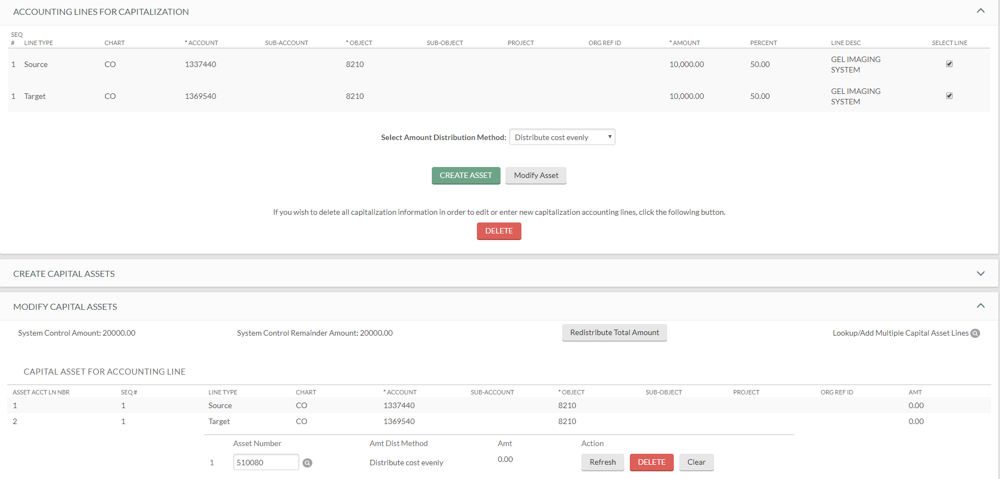 ACCOUNTING LINES FOR CAPITALIZATION
SEQ # LINE TYPE CHART * ACCOUNT SUB-ACCOUNT * OBJECT SUB-OBJECT PROJECT ORG REF ID * AMOUNT PERCENT LINE DESC SELECT LINE
1 Source CO 1337440 8210 10,000.00 50.00 GEL IMAGING SYSTEM
1 Target CO 1369540 8210 10,000.00 50.00 GEL IMAGING SYSTEM
Select Amount Distribution Method: Distribute cost evenly
CREATE ASSET Modify Asset
If you wish to delete all capitalization information in order to edit or enter new capitalization accounting lines, click the following button.
DELETE
CREATE CAPITAL ASSETS
MODIFY CAPITAL ASSETS
System Control Amount: 20000.00 System Control Remainder Amount: 20000.00 Redistribute Total Amount Lookup/Add Multiple Capital Asset Lines
CAPITAL ASSET FOR ACCOUNTING LINE
ASSET ACCT LN NBR SEQ # LINE TYPE CHART * ACCOUNT SUB-ACCOUNT * OBJECT SUB-OBJECT PROJECT ORG REF ID AMT
1 1 Source CO 1337440 8210 0.00
2 1 Target CO 1369540 8210 0.00
Asset Number Amt Dist Method Amt Action
1 510080 Distribute cost evenly 0.00 Refresh DELETE Clear